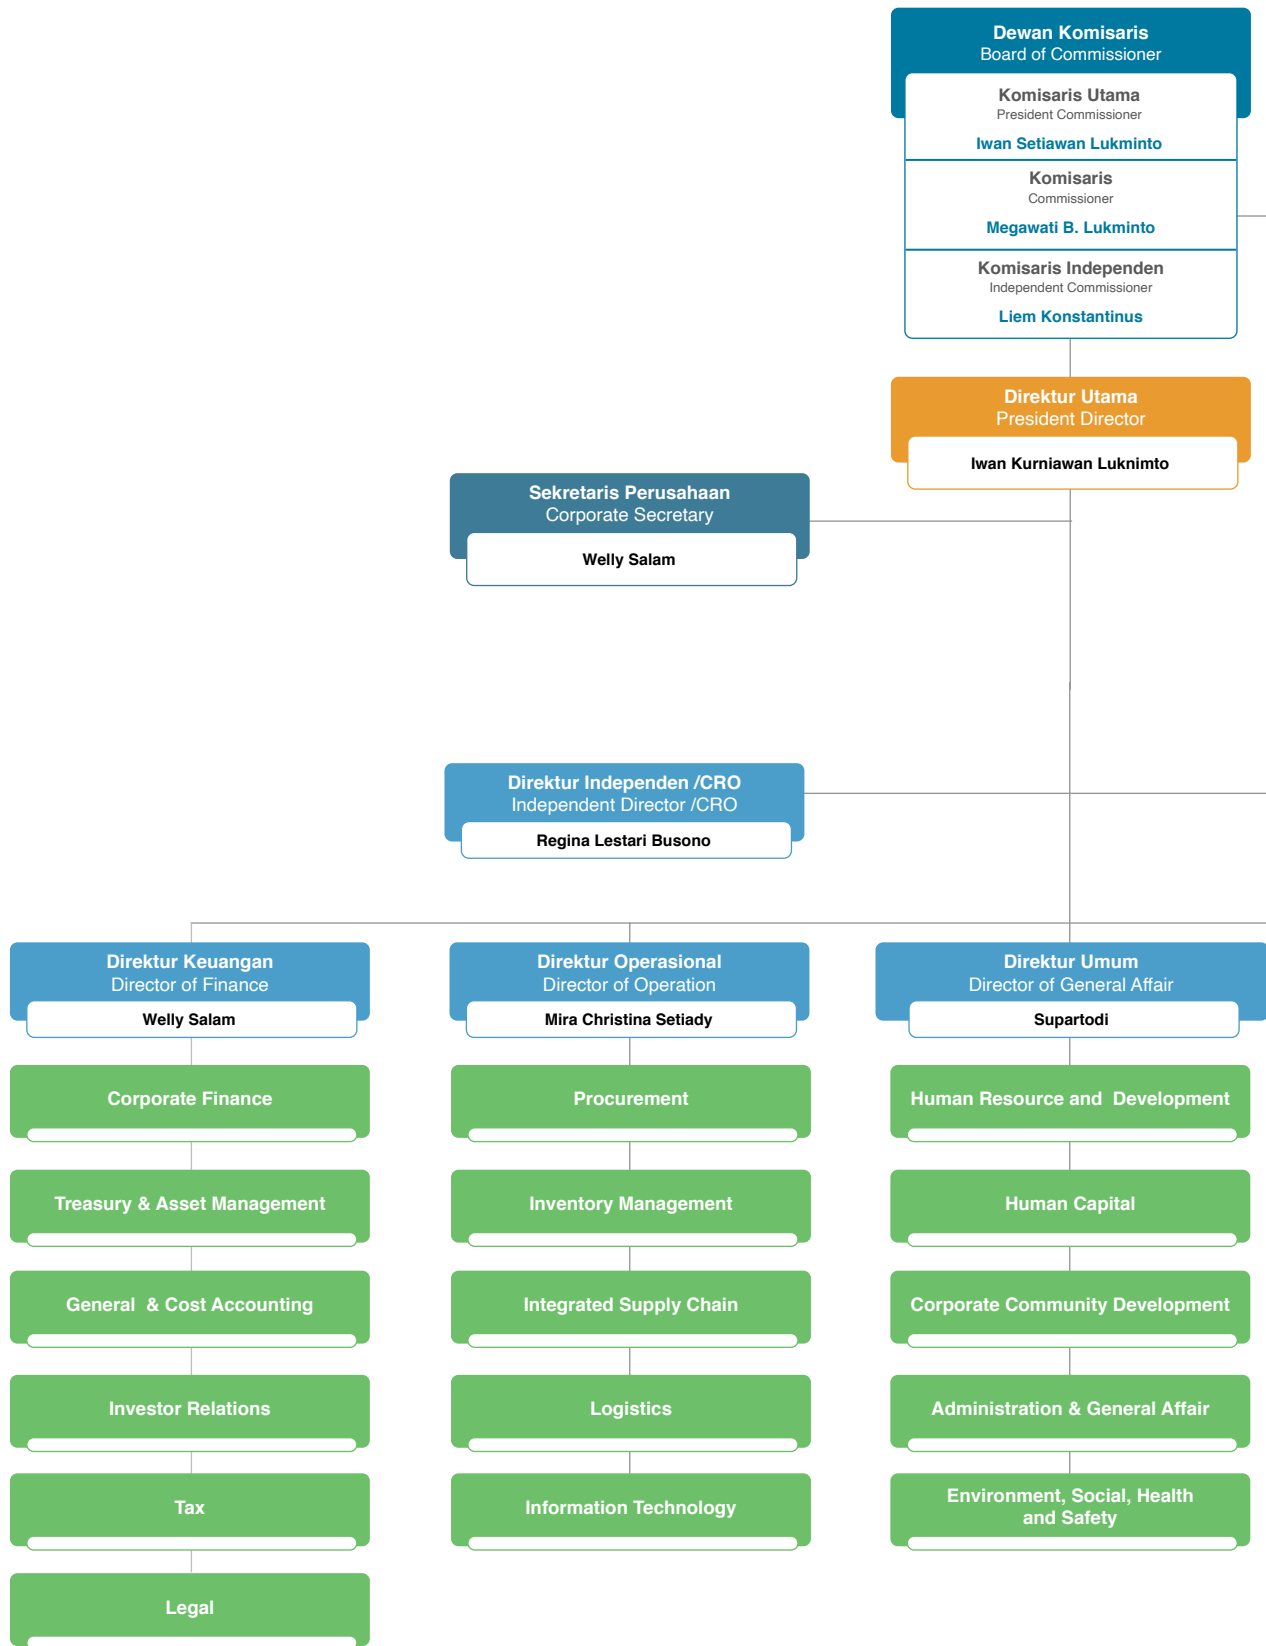 Dewan Komisaris
Board of Commissioner
Komisaris Utama
President Commissioner
Iwan Setiawan Lukminto
Komisaris
Commissioner
Megawati B. Lukminto
Komisaris Independen
Independent Commissioner
Liem Konstantinus
Direktur Utama
President Director
Iwan Kurniawan Luknimto
Sekretaris Perusahaan
Corporate Secretary
Welly Salam
Direktur Independen /CRO
Independent Director /CRO
Regina Lestari Busono
Direktur Keuangan
Director of Finance
Welly Salam
Corporate Finance
Treasury & Asset Management
General & Cost Accounting
Investor Relations
Tax
Legal
Direktur Operasional
Director of Operation
Mira Christina Setiady
Procurement
Inventory Management
Integrated Supply Chain
Logistics
Information Technology
Direktur Umum
Director of General Affair
Supartodi
Human Resource and Development
Human Capital
Corporate Community Development
Administration & General Affair
Environment, Social, Health
and Safety